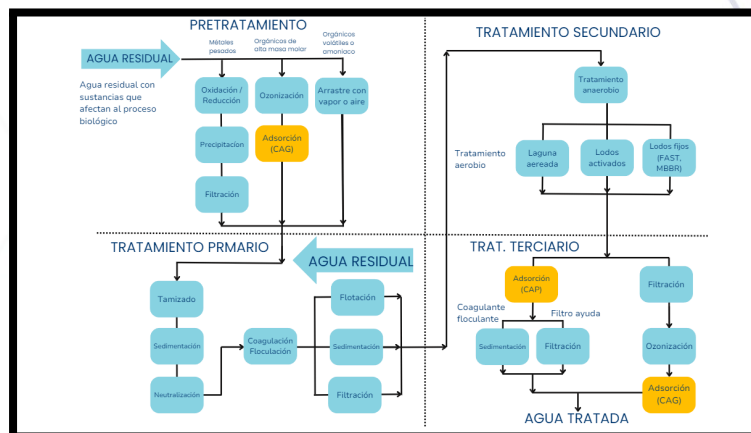 PRETRATAMIENTO
Métales
pesados
Orgánicos de
alta masa molar
Orgánicos
volátiles o
amoniaco
AGUA RESIDUAL
Agua residual con
sustancias que
afectan al proceso
biológico
Oxidación /
Reducción
Ozonización
Arrastre con
vapor o aire
Precipitacion
Adsorción
(CAG)
Filtración
TRATAMIENTO SECUNDARIO
Tratamiento
anaerobio
Tratamiento
aerobio
Laguna
aereada
Lodos
activados
Lodos fijos
(FAST,
MBBR)
TRATAMIENTO PRMARIO
AGUA RESIDUAL
Tamizado
Sedimentación
Neutralización
Coagulación
Floculación
Flotación
Sedimentación
Filtración
TRAT. TERCIARIO
Adsorción
(CAP)
Coagulante
floculante
Filtro ayuda
Sedimentación
Filtración
Filtración
Ozonización
Adsorción
(CAG)
AGUA TRATADA